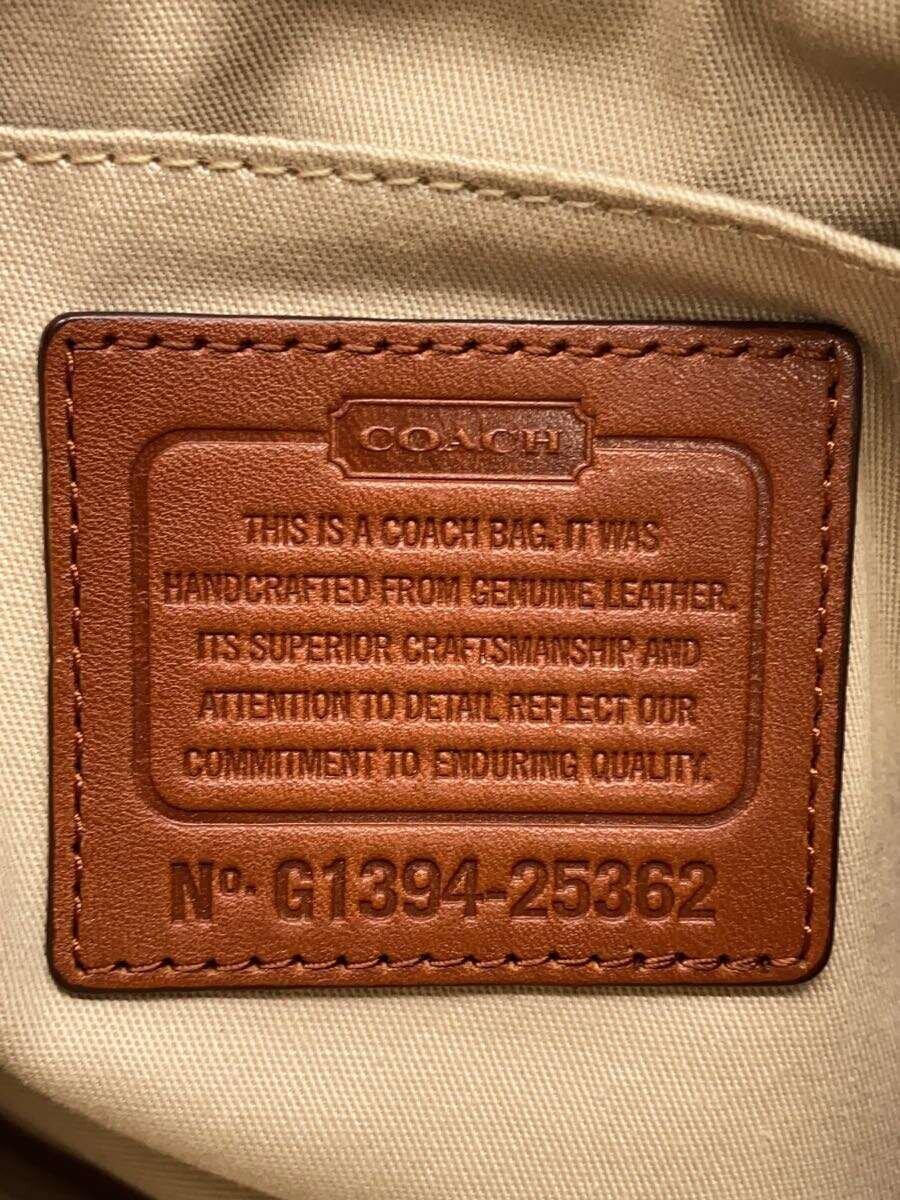 COACH
THIS IS A COACH BAG. IT WAS
HANDCRAFTED FROM GENUINE LEATHER.
ITS SUPERIOR CRAFTSMANSHIP AND
ATTENTION TO DETAIL REFLECT OUR
COMMITMENT TO ENDURING QUALITY.
No. G1394-25362